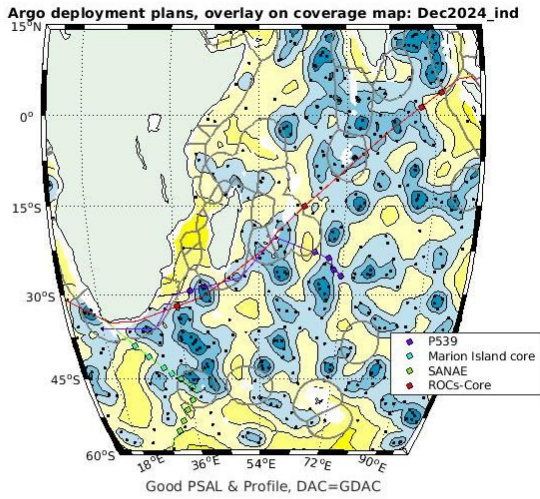 Argo deployment plans, overlay on coverage map: Dec2024_ind
15°N
0°
15°S
30°S
45°S
60°S
18°E
36°E
54°E
72°E
90°E
P539
Marion Island core
SANAE
ROCs-Core
Good PSAL & Profile, DAC=GDAC